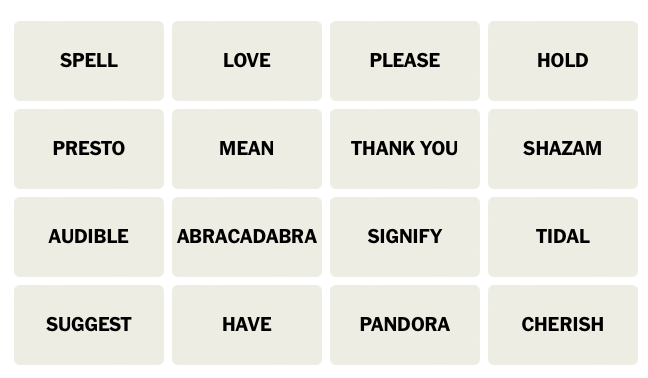 SPELL LOVE PLEASE HOLD
PRESTO MEAN THANK YOU SHAZAM
AUDIBLE ABRACADABRA SIGNIFY TIDAL
SUGGEST HAVE PANDORA CHERISH